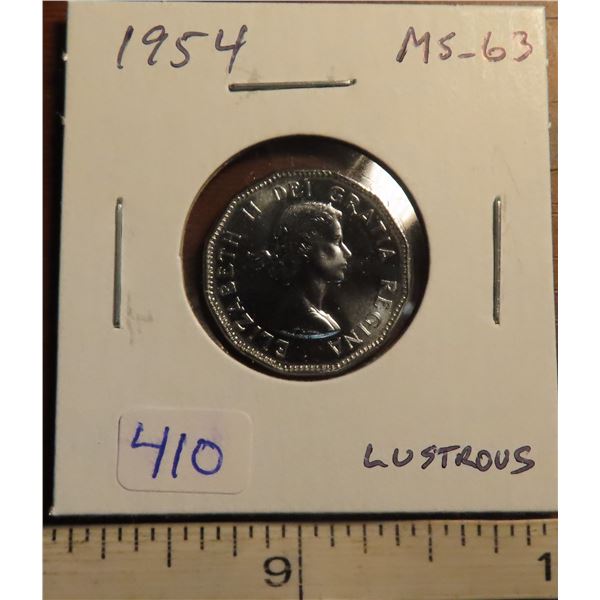 1954 MS-63
ELIZABETH II DEI GRATIA REGINA
410
LUSTROUS
9 1